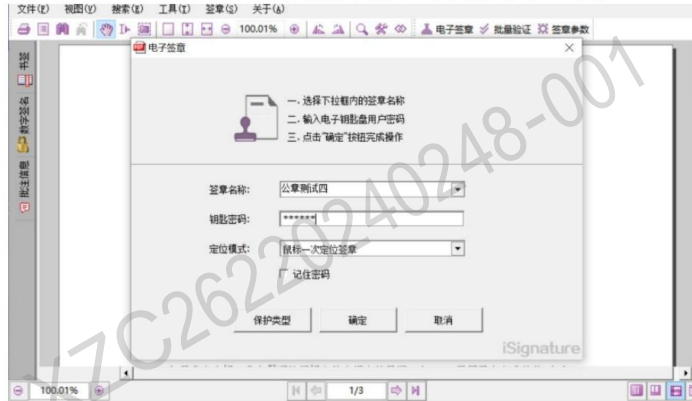 文件(F) 视图(V) 搜索(E) 工具(I) 签章(S) 关于(A)
100.01% 电子签章 批量验证 签章参数
电子签章
书签
数字签名
批注信息
一. 选择下拉框内的签章名称
二. 输入电子钥匙盘用户密码
三. 点击"确定"按钮完成操作
签章名称: 公章测试四
钥匙密码: ******
定位模式: 鼠标一次定位签章
记住密码
保护类型 确定 取消
iSignature
100.01% 1/3
XZC26220240248-001